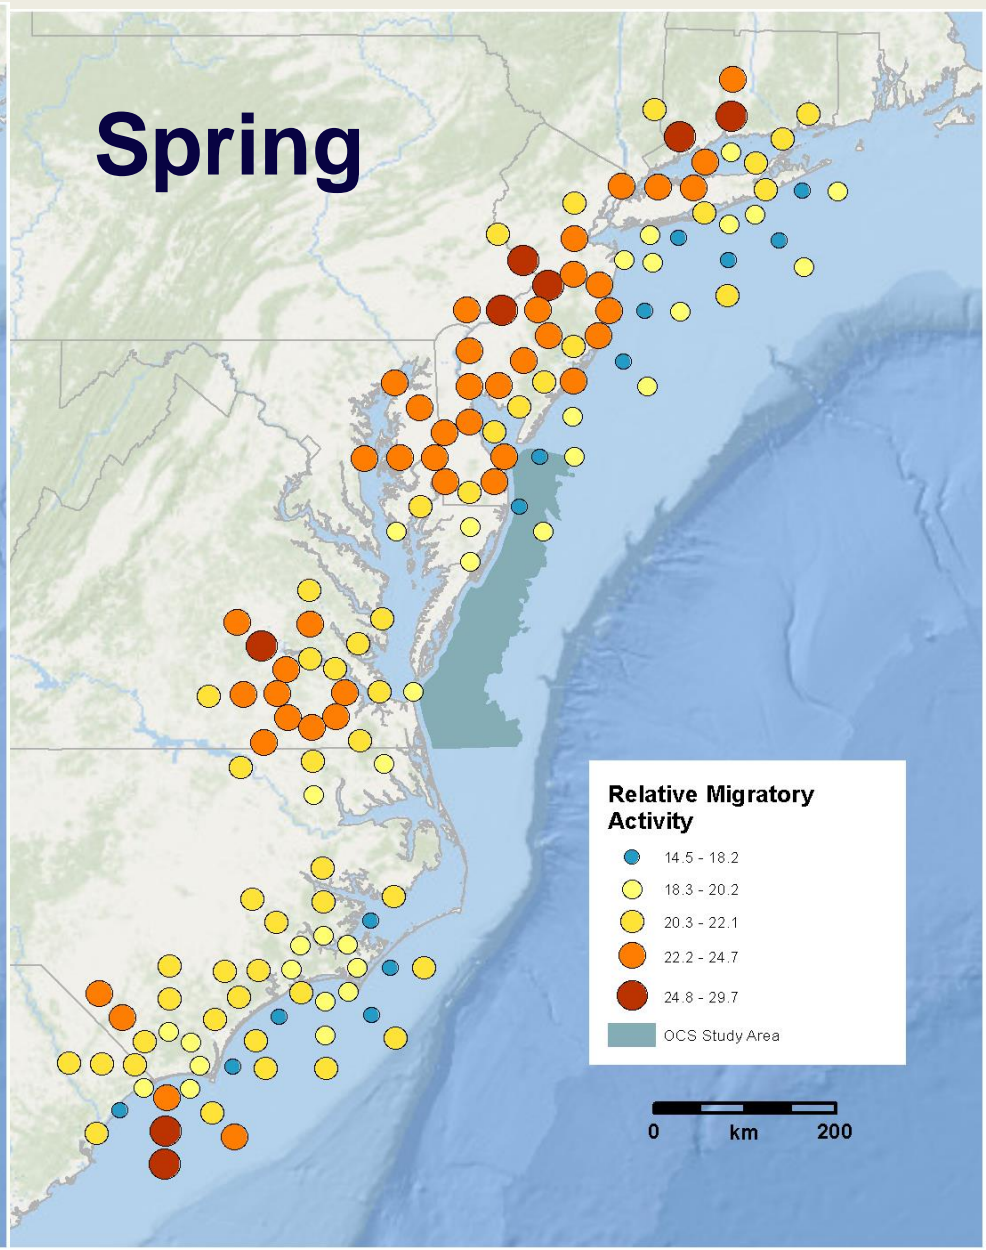 Spring
Relative Migratory
Activity
14.5 - 18.2
18.3 - 20.2
20.3 - 22.1
22.2 - 24.7
24.8 - 29.7
OCS Study Area
0 km 200